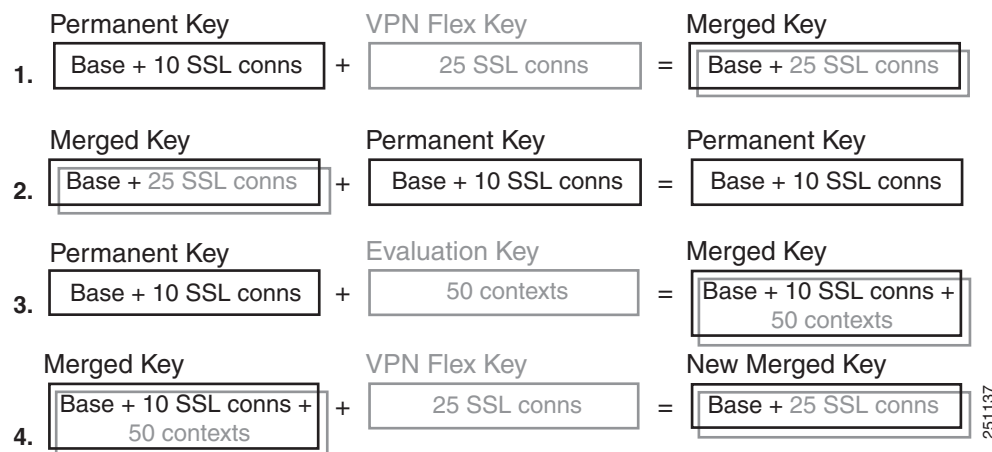 Permanent Key VPN Flex Key Merged Key
1. Base + 10 SSL conns + 25 SSL conns = Base + 25 SSL conns
Merged Key Permanent Key Permanent Key
2. Base + 25 SSL conns + Base + 10 SSL conns = Base + 10 SSL conns
Permanent Key Evaluation Key Merged Key
3. Base + 10 SSL conns + 50 contexts = Base + 10 SSL conns +
50 contexts
Merged Key VPN Flex Key New Merged Key
4. Base + 10 SSL conns + + 25 SSL conns = Base + 25 SSL conns
50 contexts
251137